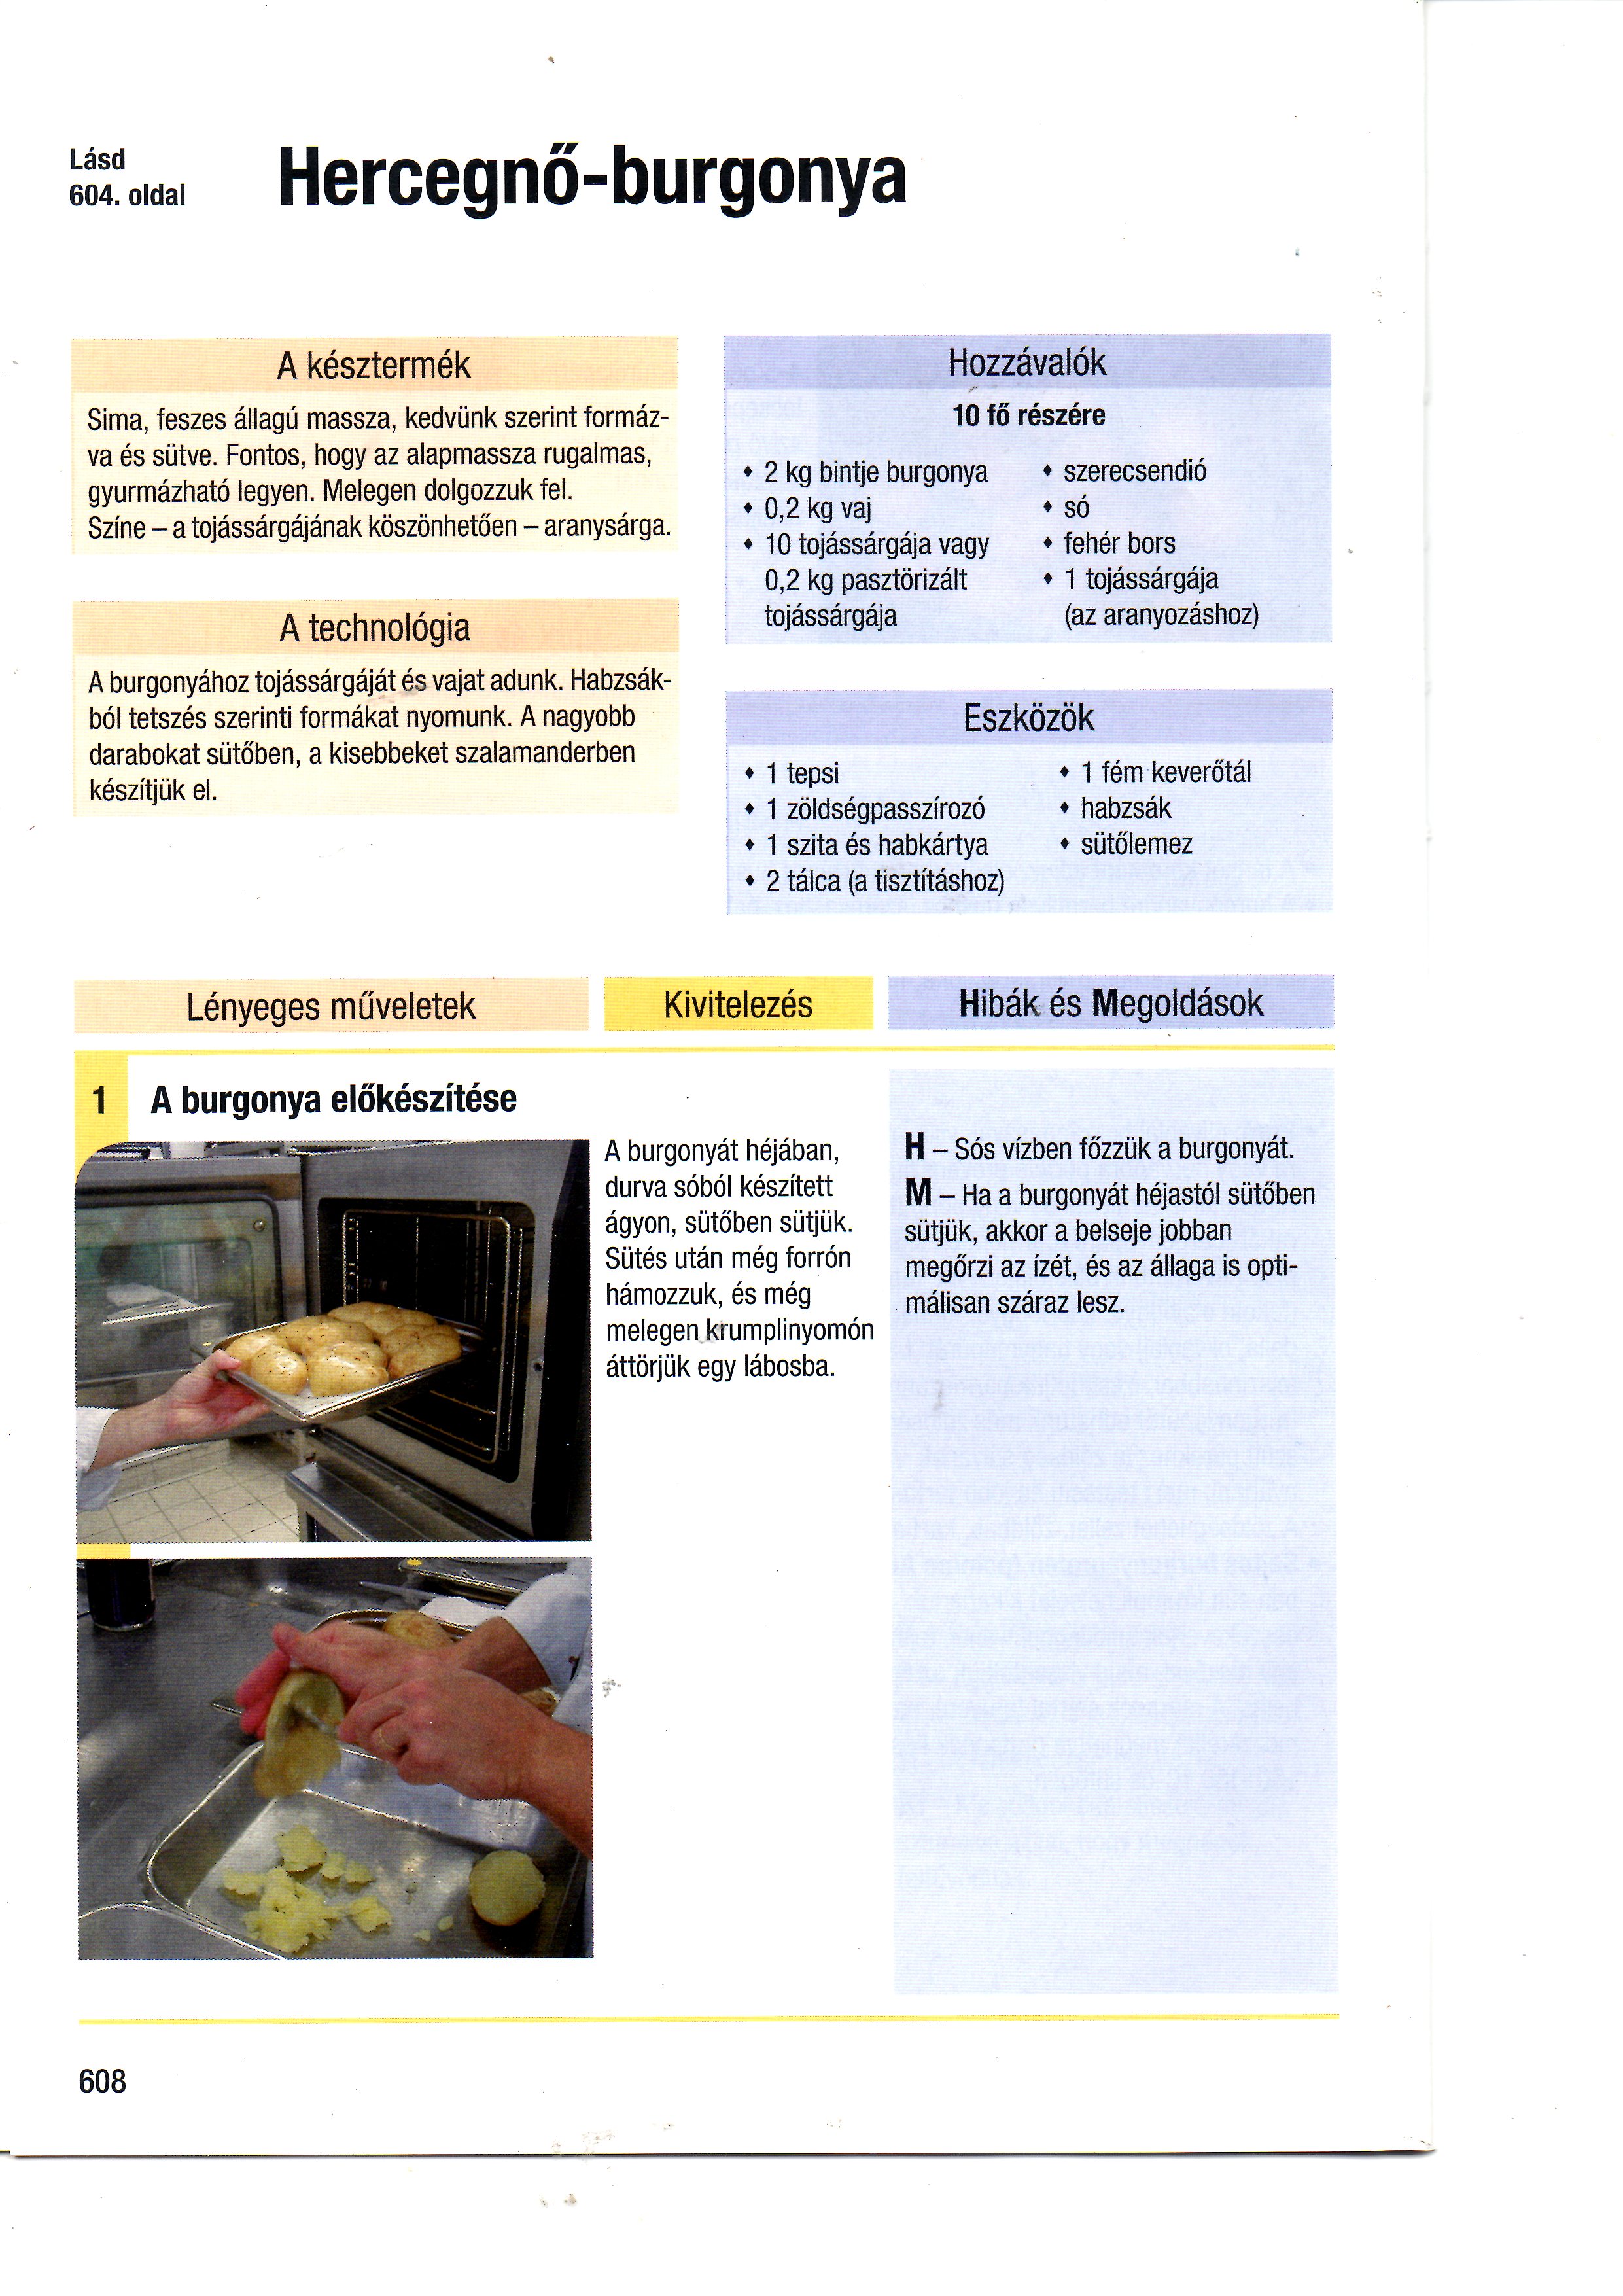 Lásd
604. oldal
Hercegnő-burgonya
A késztermék
Sima, feszes állagú massza, kedvünk szerint formáz-
va és sütve. Fontos, hogy az alapmassza rugalmas,
gyurmázható legyen. Melegen dolgozzuk fel.
Színe – a tojássárgájának köszönhetően – aranysárga.
A technológia
A burgonyához tojássárgáját és vajat adunk. Habzsák-
ból tetszés szerinti formákat nyomunk. A nagyobb
darabokat sütőben, a kisebbeket szalamanderben
készítjük el.
Hozzávalók
10 fő részére
• 2 kg bintje burgonya
• 0,2 kg vaj
• 10 tojássárgája vagy
0,2 kg pasztörizált
tojássárgája
• szerecsendió
• só
• fehér bors
• 1 tojássárgája
(az aranyozáshoz)
Eszközök
• 1 tepsi
• 1 zöldségpasszírozó
• 1 szita és habkártya
• 2 tálca (a tisztításhoz)
• 1 fém keverőtál
• habzsák
• sütőlemez
Lényeges műveletek
Kivitelezés
Hibák és Megoldások
1 A burgonya előkészítése
A burgonyát héjában,
durva sóból készített
ágyon, sütőben sütjük.
Sütés után még forrón
hámozzuk, és még
melegen krumplinyomón
áttörjük egy lábosba.
H – Sós vízben főzzük a burgonyát.
M – Ha a burgonyát héjastól sütőben
sütjük, akkor a belseje jobban
megőrzi az ízét, és az állaga is opti-
málisan száraz lesz.
608